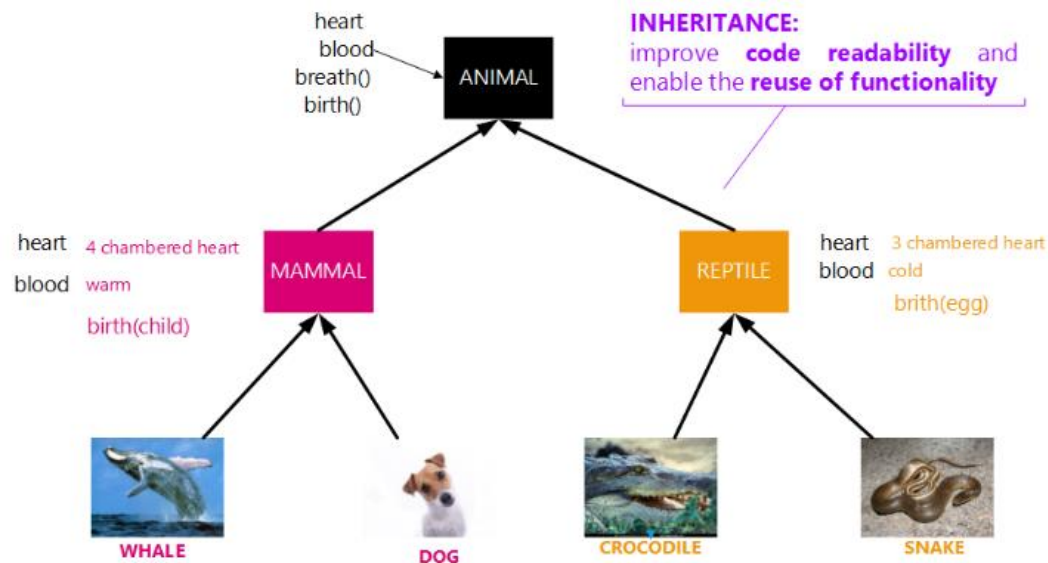 heart
blood
breath()
birth()
ANIMAL
INHERITANCE:
improve code readability and
enable the reuse of functionality
heart 4 chambered heart
blood warm
birth(child)
MAMMAL
REPTILE
heart 3 chambered heart
blood cold
brith(egg)
WHALE
DOG
CROCODILE
SNAKE